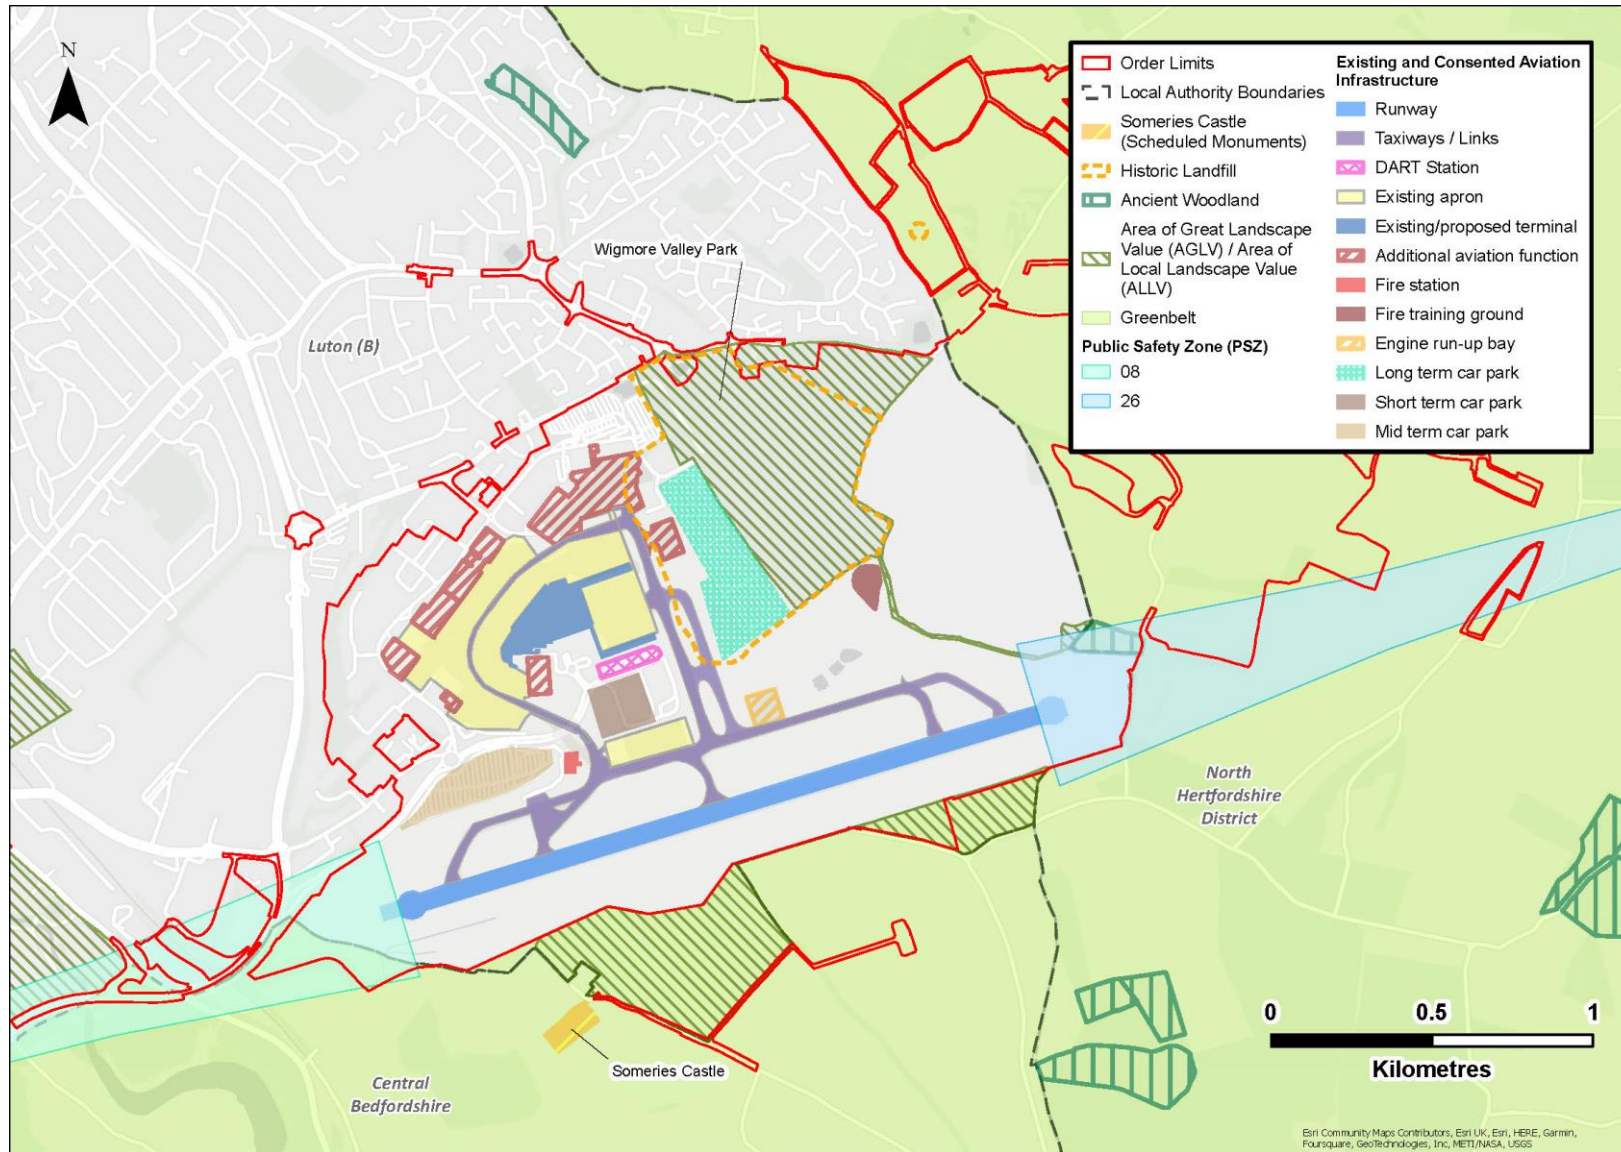 N
Wigmore Valley Park
Luton (B)
North
Hertfordshire
District
Central
Bedfordshire
Someries Castle
Order Limits
Local Authority Boundaries
Someries Castle
(Scheduled Monuments)
Historic Landfill
Ancient Woodland
Area of Great Landscape
Value (AGLV) / Area of
Local Landscape Value
(ALLV)
Greenbelt
Public Safety Zone (PSZ)
08
26
Existing and Consented Aviation
Infrastructure
Runway
Taxiways / Links
DART Station
Existing apron
Existing/proposed terminal
Additional aviation function
Fire station
Fire training ground
Engine run-up bay
Long term car park
Short term car park
Mid term car park
0 0.5 1
Kilometres
Esri Community Maps Contributors, Esri UK, Esri, HERE, Garmin,
Foursquare, GeoTechnologies, Inc, METI/NASA, USGS